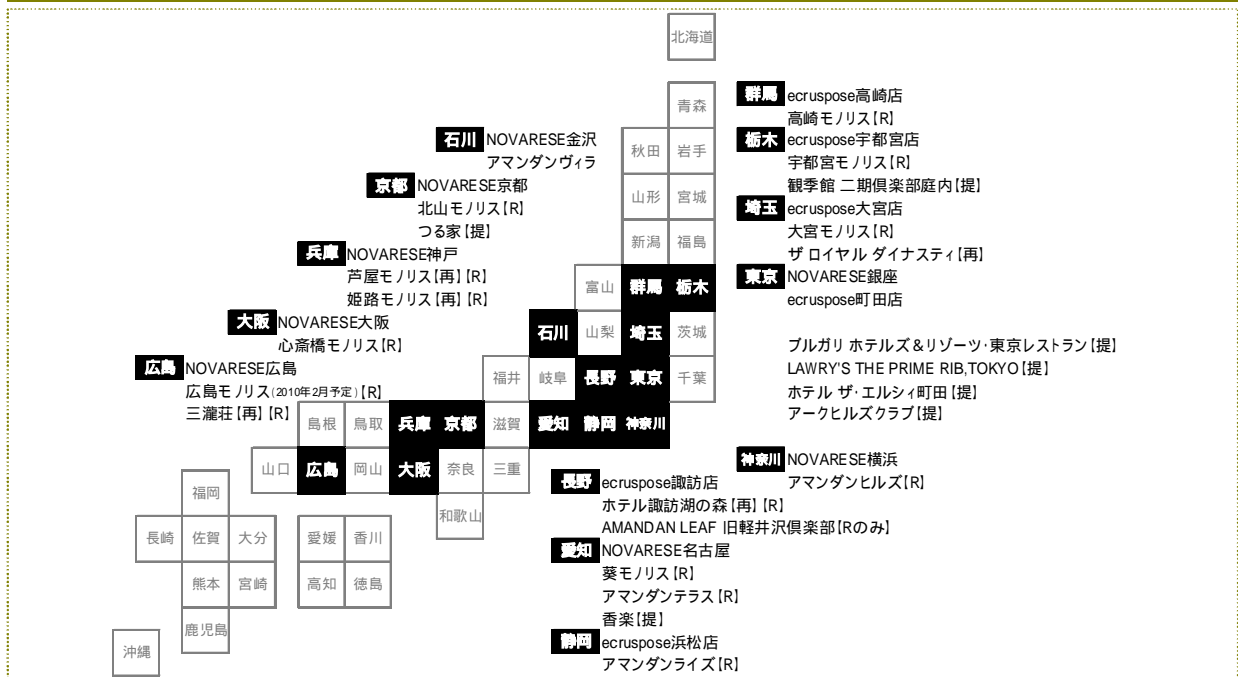 北海道
青森
秋田 岩手
山形 宮城
新潟 福島
富山 群馬 栃木
石川 山梨 埼玉 茨城
福井 岐阜 長野 東京 千葉
島根 鳥取 兵庫 京都 滋賀 愛知 静岡 神奈川
山口 広島 岡山 大阪 奈良 三重
和歌山
福岡
長崎 佐賀 大分
熊本 宮崎
鹿児島
沖縄
愛媛 香川
高知 徳島
石川 NOVARESE金沢
アマンダンヴィラ
京都 NOVARESE京都
北山モノリス【R】
つる家【提】
兵庫 NOVARESE神戸
芦屋モノリス【再】【R】
姫路モノリス【再】【R】
大阪 NOVARESE大阪
心斎橋モノリス【R】
広島 NOVARESE広島
広島モノリス(2010年2月予定)【R】
三瀧荘【再】【R】
群馬 ecruspose高崎店
高崎モノリス【R】
栃木 ecruspose宇都宮店
宇都宮モノリス【R】
観季館 二期倶楽部庭内【提】
埼玉 ecruspose大宮店
大宮モノリス【R】
ザ ロイヤル ダイナスティ【再】
東京 NOVARESE銀座
ecruspose町田店
ブルガリ ホテルズ&リゾーツ・東京レストラン【提】
LAWRY'S THE PRIME RIB,TOKYO【提】
ホテル ザ・エルシィ町田【提】
アークヒルズクラブ【提】
神奈川 NOVARESE横浜
アマンダンヒルズ【R】
長野 ecruspose諏訪店
ホテル諏訪湖の森【再】【R】
AMANDAN LEAF 旧軽井沢倶楽部【Rのみ】
愛知 NOVARESE名古屋
葵モノリス【R】
アマンダンテラス【R】
香楽【提】
静岡 ecruspose浜松店
アマンダンライズ【R】